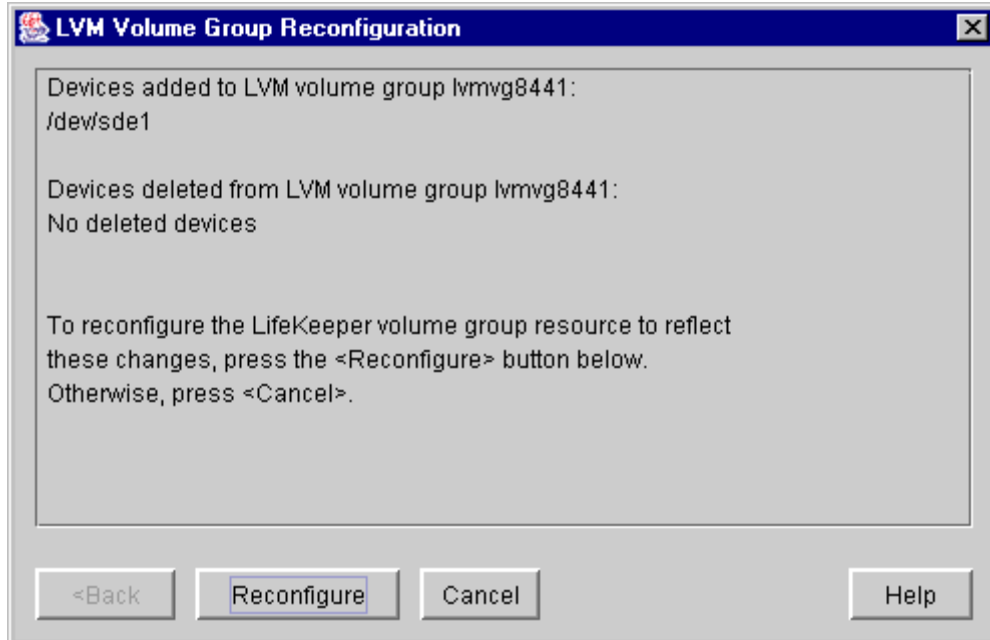 LVM Volume Group Reconfiguration
Devices added to LVM volume group lvmvg8441:
/dev/sde1
Devices deleted from LVM volume group lvmvg8441:
No deleted devices
To reconfigure the LifeKeeper volume group resource to reflect
these changes, press the <Reconfigure> button below.
Otherwise, press <Cancel>.
<Back Reconfigure Cancel Help